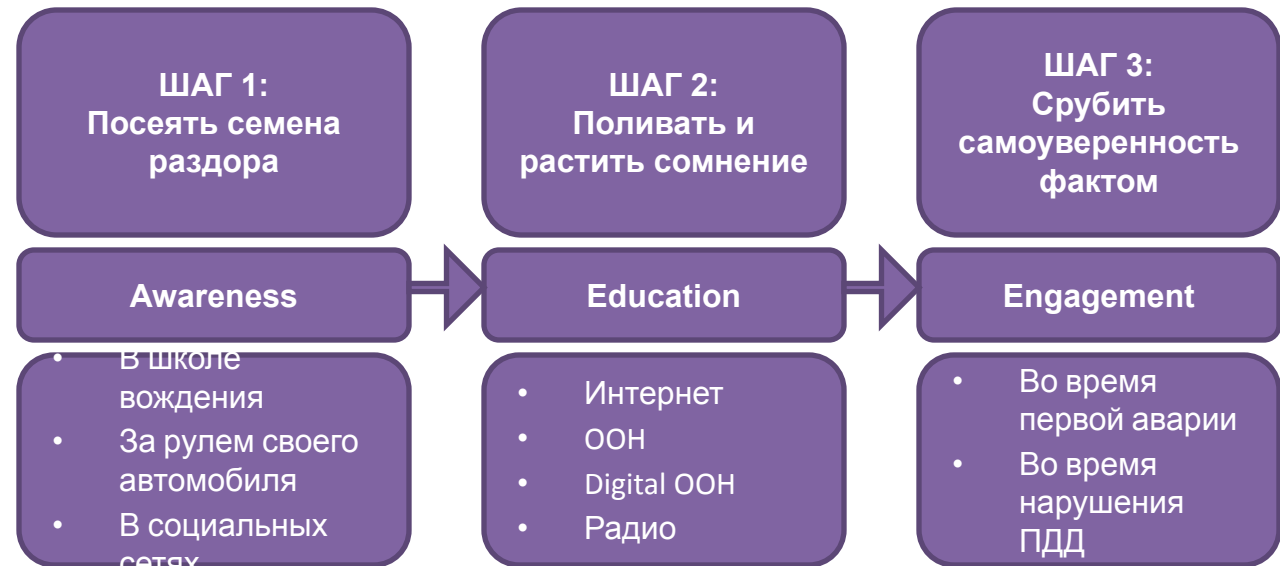 ШАГ 1:
Посеять семена
раздора
ШАГ 2:
Поливать и
растить сомнение
ШАГ 3:
Срубить
самоуверенность
фактом
Awareness
Education
Engagement
• В школе
вождения
• За рулем своего
автомобиля
• В социальных
сетях
• Интернет
• OOH
• Digital OOH
• Радио
• Во время
первой аварии
• Во время
нарушения
ПДД